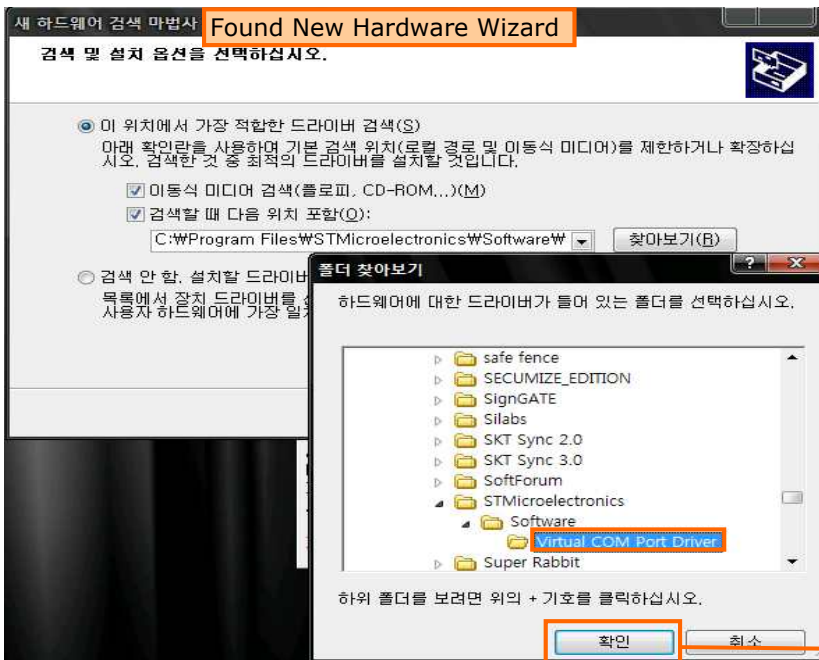 새 하드웨어 검색 마법사
Found New Hardware Wizard
검색 및 설치 옵션을 선택하십시오.
이 위치에서 가장 적합한 드라이버 검색(S)
아래 확인란을 사용하여 기본 검색 위치(로컬 경로 및 이동식 미디어)를 제한하거나 확장하십
시오. 검색한 것 중 최적의 드라이버를 설치할 것입니다.
이동식 미디어 검색(플로피, CD-ROM...)(M)
검색할 때 다음 위치 포함(O):
C:₩Program Files₩STMicroelectronics₩Software₩
찾아보기(R)
검색 안 함. 설치할 드라이버
목록에서 장치 드라이버를
사용자 하드웨어에 가장 일
폴더 찾아보기
하드웨어에 대한 드라이버가 들어 있는 폴더를 선택하십시오.
safe fence
SECUMIZE_EDITION
SignGATE
Silabs
SKT Sync 2.0
SKT Sync 3.0
SoftForum
STMicroelectronics
Software
Virtual COM Port Driver
Super Rabbit
하위 폴더를 보려면 위의 + 기호를 클릭하십시오.
확인
취소